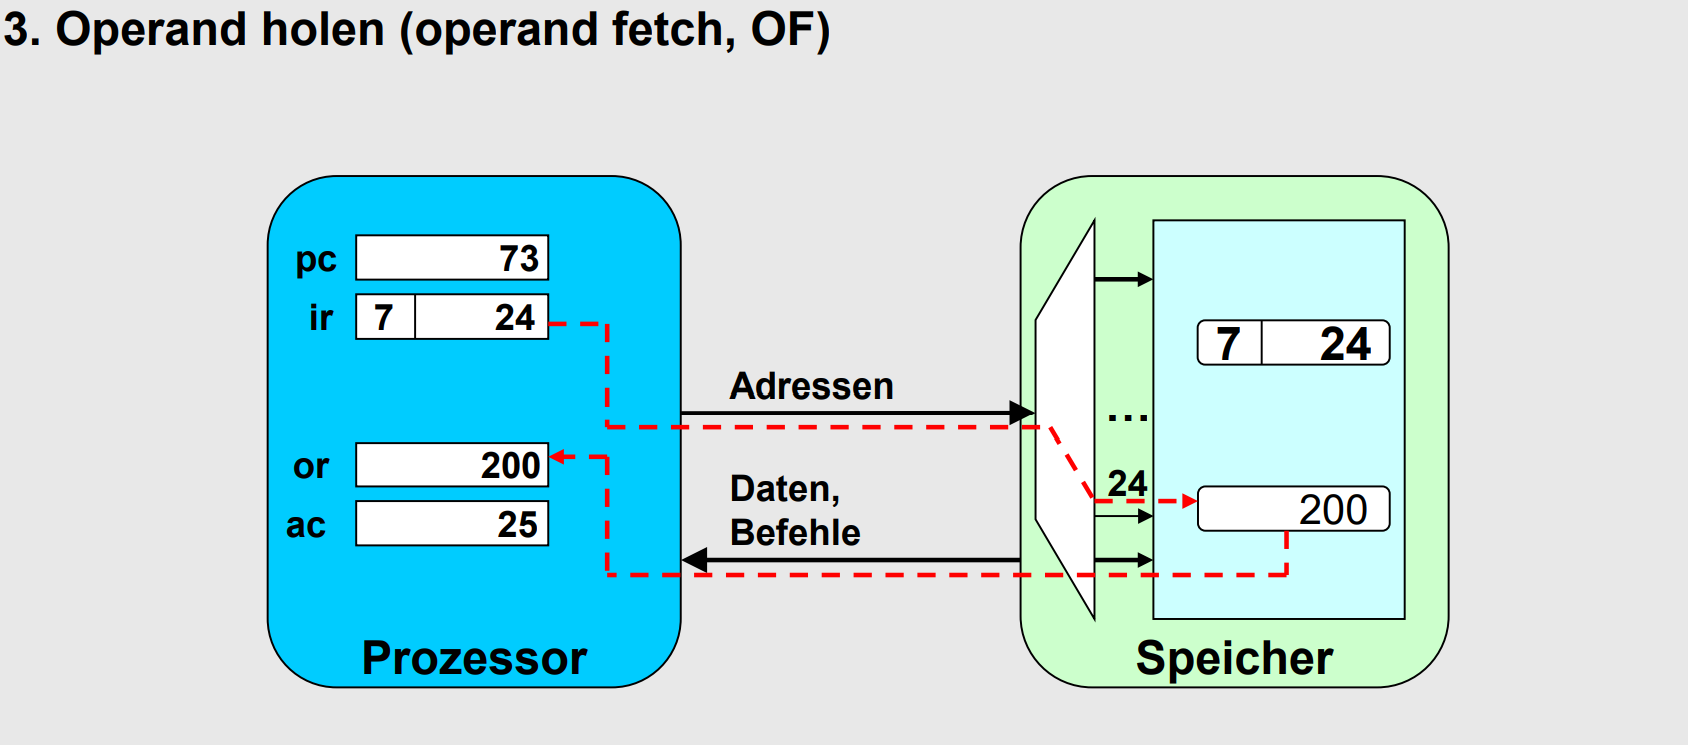 3. Operand holen (operand fetch, OF)
pc 73
ir 7 24
or 200
ac 25
Prozessor
Adressen
Daten,
Befehle
7 24
...
24
200
Speicher